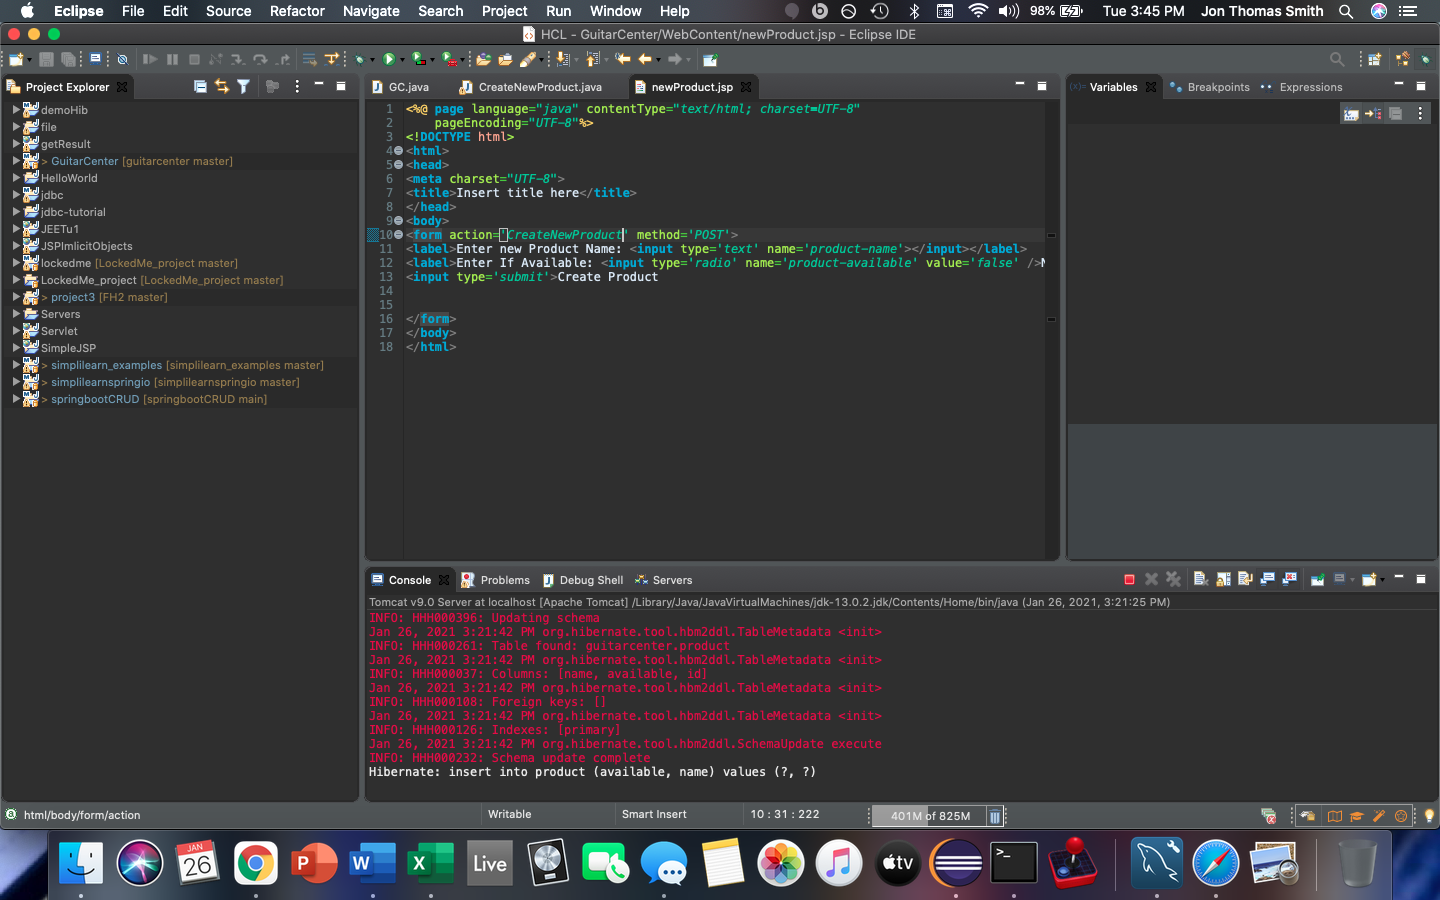 Eclipse File Edit Source Refactor Navigate Search Project Run Window Help 98% Tue 3:45 PM Jon Thomas Smith
HCL - GuitarCenter/WebContent/newProduct.jsp - Eclipse IDE
Project Explorer
demoHib
file
getResult
> GuitarCenter [guitarcenter master]
HelloWorld
jdbc
jdbc-tutorial
JEETu1
JSPImlicitObjects
lockedme [LockedMe_project master]
LockedMe_project [LockedMe_project master]
> project3 [FH2 master]
Servers
Servlet
SimpleJSP
> simplilearn_examples [simplilearn_examples master]
> simplilearnspringio [simplilearnspringio master]
> springbootCRUD [springbootCRUD main]
GC.java CreateNewProduct.java newProduct.jsp
1 <%@ page language="java" contentType="text/html; charset=UTF-8"
2 pageEncoding="UTF-8"%>
3 <!DOCTYPE html>
4 <html>
5 <head>
6 <meta charset="UTF-8">
7 <title>Insert title here</title>
8 </head>
9 <body>
10 <form action='CreateNewProduct' method='POST'>
11 <label>Enter new Product Name: <input type='text' name='product-name'></input></label>
12 <label>Enter If Available: <input type='radio' name='product-available' value='false' />N
13 <input type='submit'>Create Product
14
15
16 </form>
17 </body>
18 </html>
Variables Breakpoints Expressions
Console Problems Debug Shell Servers
Tomcat v9.0 Server at localhost [Apache Tomcat] /Library/Java/JavaVirtualMachines/jdk-13.0.2.jdk/Contents/Home/bin/java (Jan 26, 2021, 3:21:25 PM)
INFO: HHH000396: Updating schema
Jan 26, 2021 3:21:42 PM org.hibernate.tool.hbm2ddl.TableMetadata <init>
INFO: HHH000261: Table found: guitarcenter.product
Jan 26, 2021 3:21:42 PM org.hibernate.tool.hbm2ddl.TableMetadata <init>
INFO: HHH000037: Columns: [name, available, id]
Jan 26, 2021 3:21:42 PM org.hibernate.tool.hbm2ddl.TableMetadata <init>
INFO: HHH000108: Foreign keys: []
Jan 26, 2021 3:21:42 PM org.hibernate.tool.hbm2ddl.TableMetadata <init>
INFO: HHH000126: Indexes: [primary]
Jan 26, 2021 3:21:42 PM org.hibernate.tool.hbm2ddl.SchemaUpdate execute
INFO: HHH000232: Schema update complete
Hibernate: insert into product (available, name) values (?, ?)
html/body/form/action Writable Smart Insert 10 : 31 : 222 401M of 825M
JAN
26
P W X Live tv >_